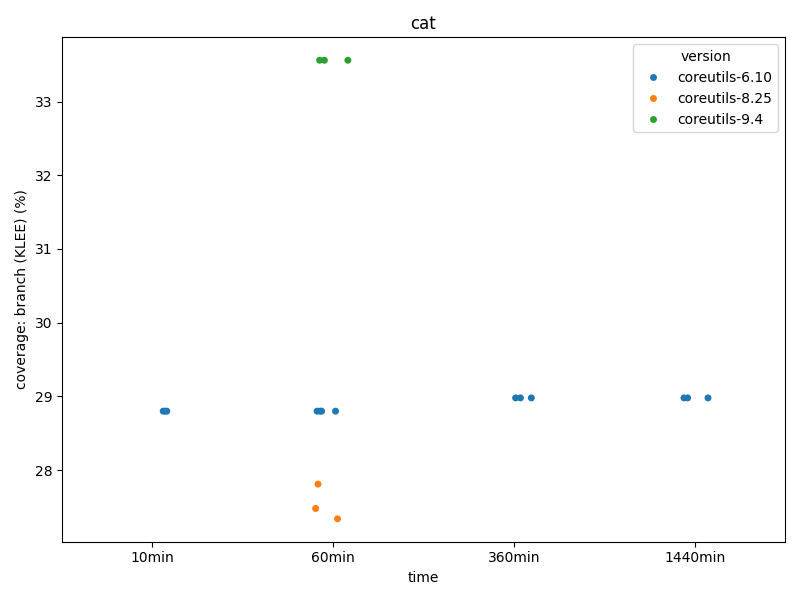 cat
version
coreutils-6.10
coreutils-8.25
coreutils-9.4
33
32
31
30
29
28
coverage: branch (KLEE) (%)
10min
60min
360min
1440min
time